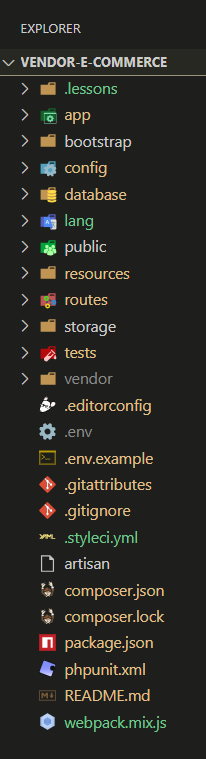 EXPLORER
VENDOR-E-COMMERCE
.lessons
app
bootstrap
config
database
lang
public
resources
routes
storage
tests
vendor
.editorconfig
.env
.env.example
.gitattributes
.gitignore
.styleci.yml
artisan
composer.json
composer.lock
package.json
phpunit.xml
README.md
webpack.mix.js